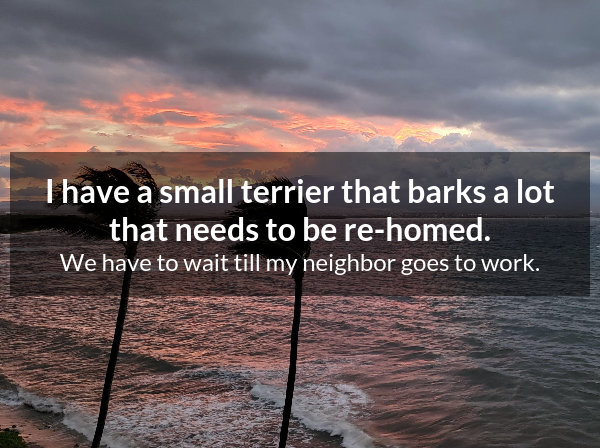 I have a small terrier that barks a lot
that needs to be re-homed.
We have to wait till my neighbor goes to work.